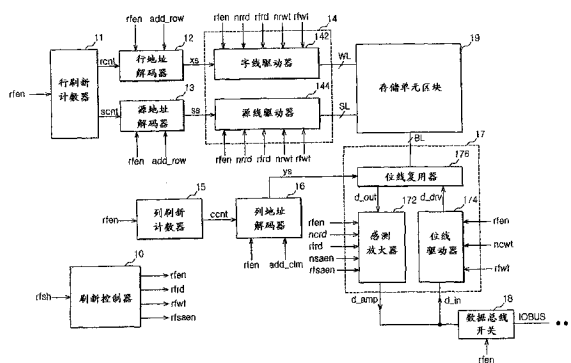 rfen add_row
rfen nrrd rfrd nrwt rfwt
11
12
14
142
19
行刷新
计数器
rcnt
行地址
解码器
xs
字线驱动器
WL
存储单元区块
rfen
13
144
scnt
源地址
解码器
ss
源线驱动器
SL
rfen add_row
rfen nrrd rfrd nrwt rfwt
BL
17
176
ys
位线复用器
15
16
d_out
d_drv
172
174
rfen
列刷新
计数器
ccnt
列地址
解码器
rfen
ncrd
rfrd
nsaen
rfsaen
感测
放大器
位线
驱动器
rfen
ncwt
rfwt
rfen add_clm
10
rfsh
刷新控制器
rfen
rfrd
rfwt
rfsaen
d_amp
d_in
18
数据总线
开关
IOBUS
rfen